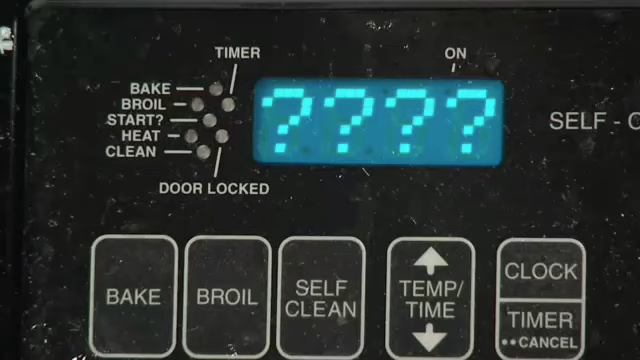 TIMER
ON
BAKE
BROIL
START?
HEAT
CLEAN
DOOR LOCKED
????
SELF - C
BAKE
BROIL
SELF
CLEAN
TEMP/
TIME
CLOCK
TIMER
••CANCEL